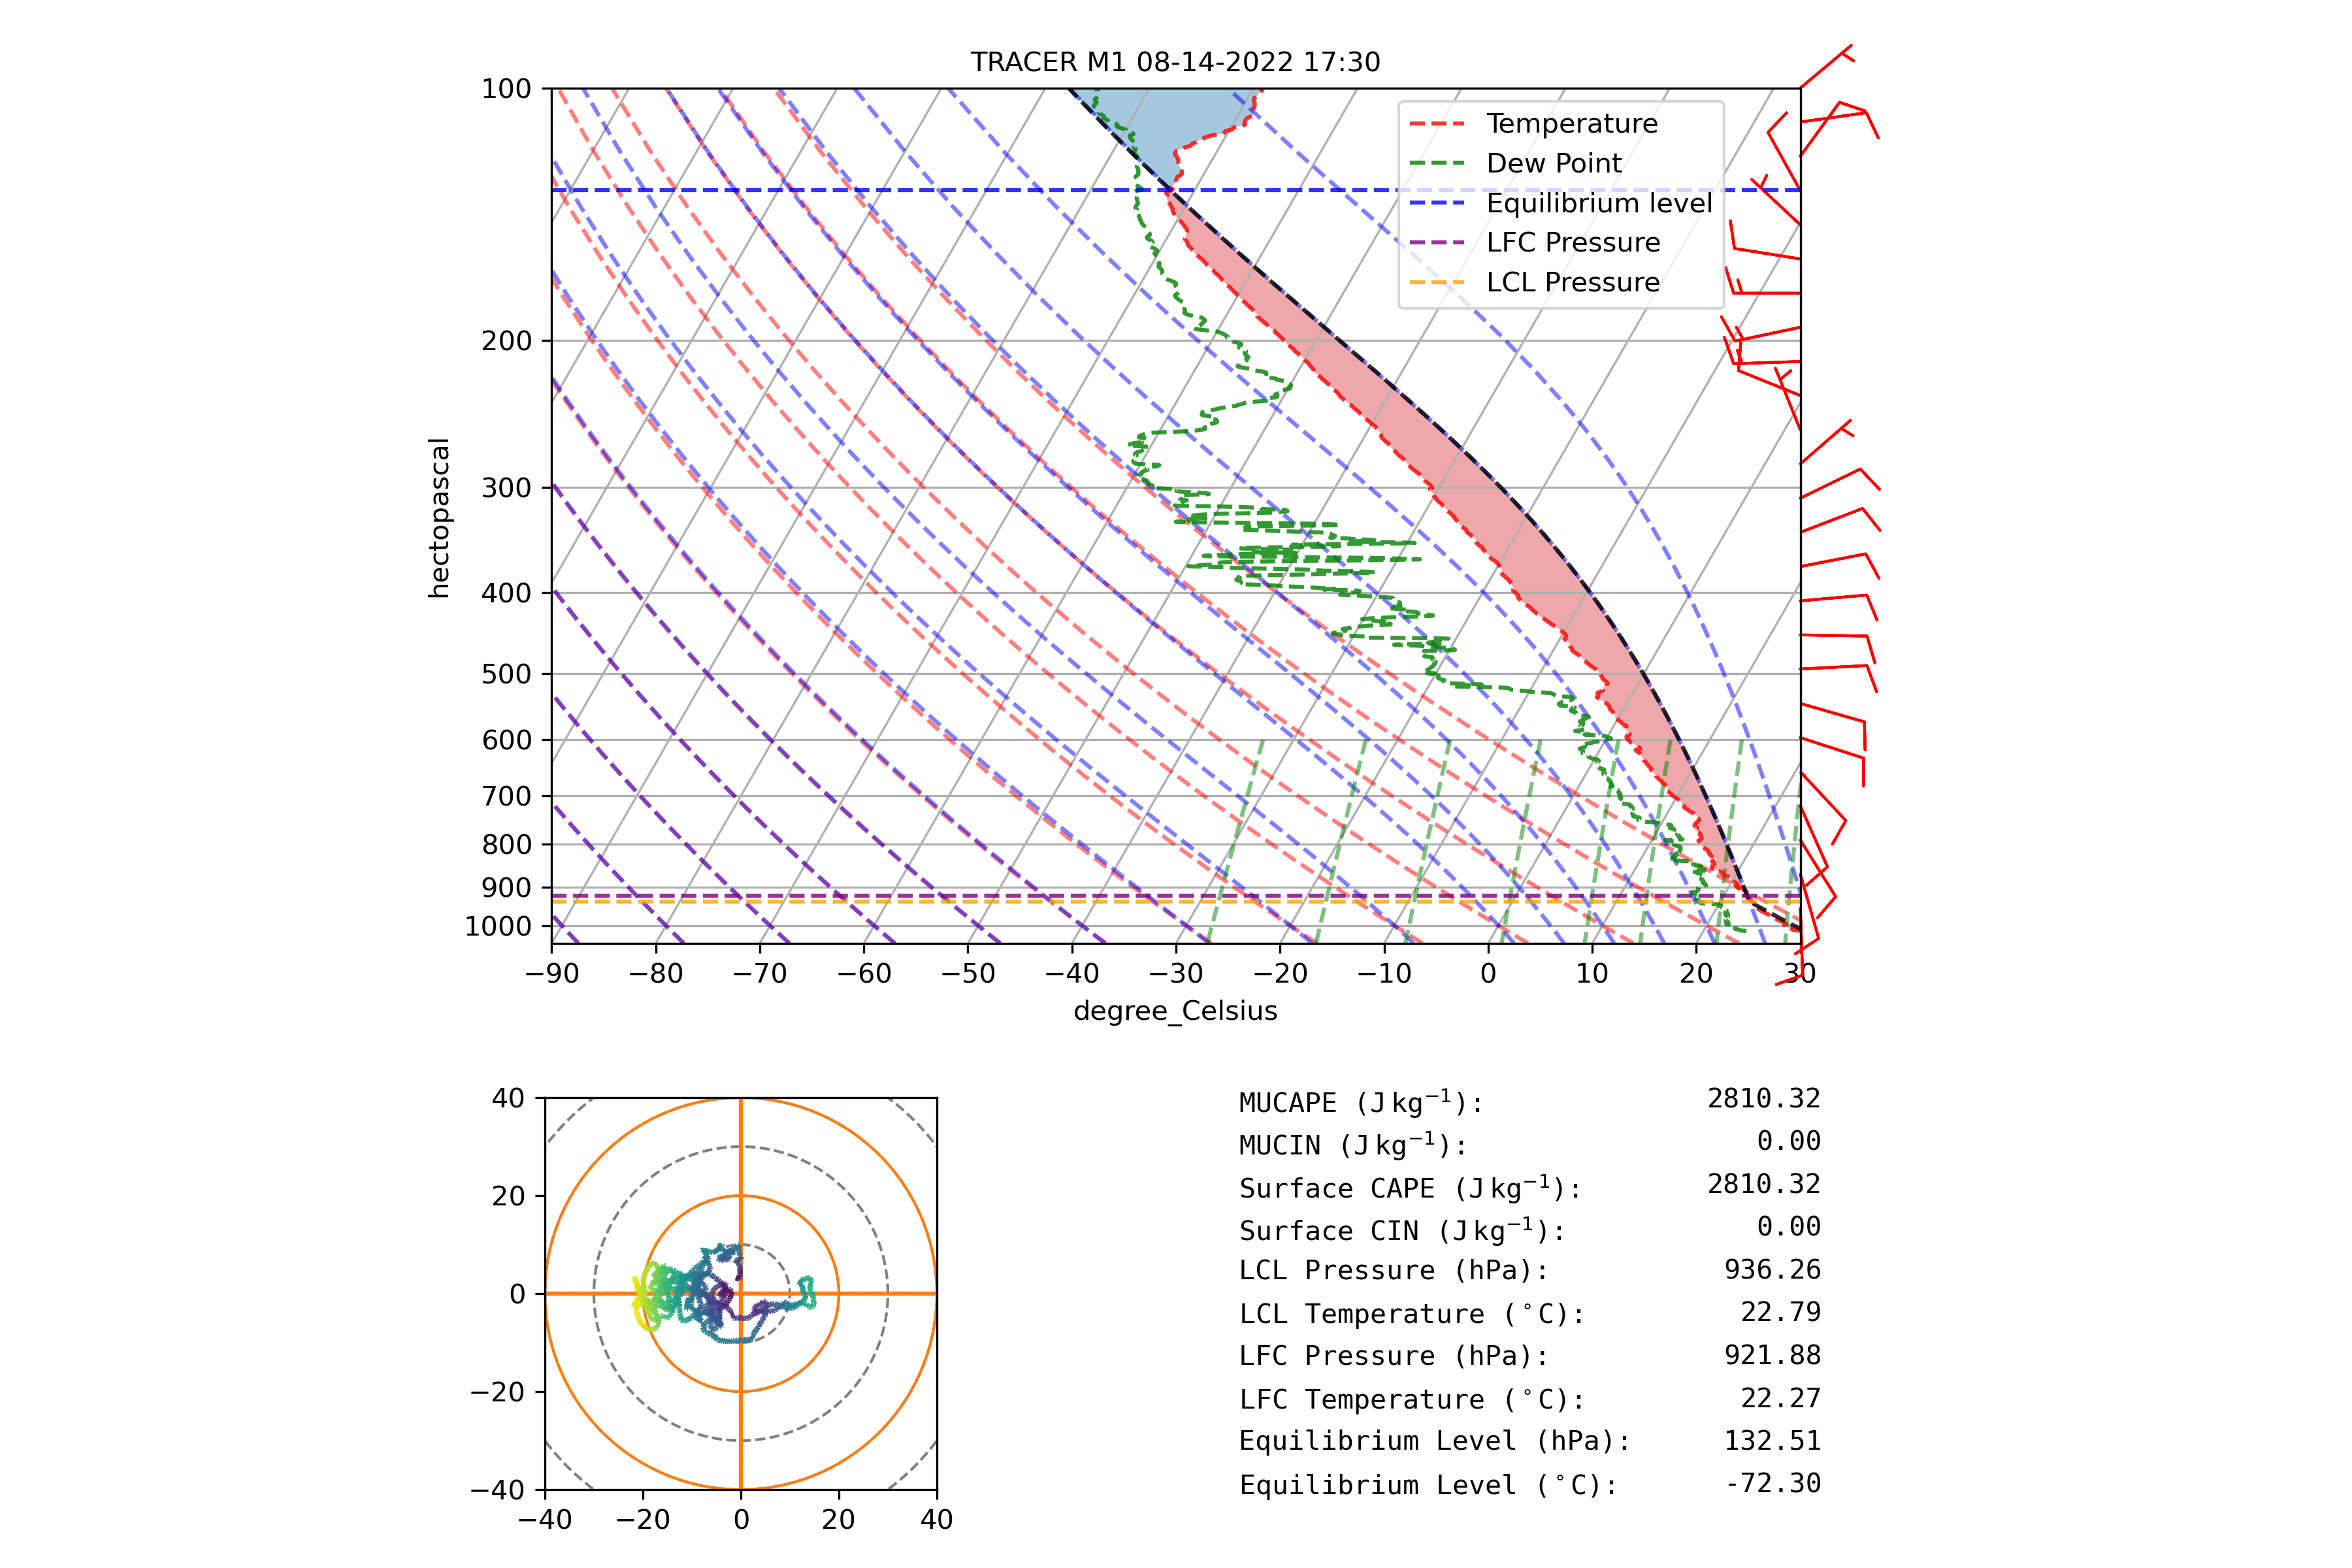 TRACER M1 08-14-2022 17:30
100
200
300
400
500
600
700
800
900
1000
hectopascal
Temperature
Dew Point
Equilibrium level
LFC Pressure
LCL Pressure
−90 −80 −70 −60 −50 −40 −30 −20 −10 0 10 20 30
degree_Celsius
40
20
0
−20
−40
−40 −20 0 20 40
MUCAPE (J kg⁻¹): 2810.32
MUCIN (J kg⁻¹): 0.00
Surface CAPE (J kg⁻¹): 2810.32
Surface CIN (J kg⁻¹): 0.00
LCL Pressure (hPa): 936.26
LCL Temperature (°C): 22.79
LFC Pressure (hPa): 921.88
LFC Temperature (°C): 22.27
Equilibrium Level (hPa): 132.51
Equilibrium Level (°C): -72.30